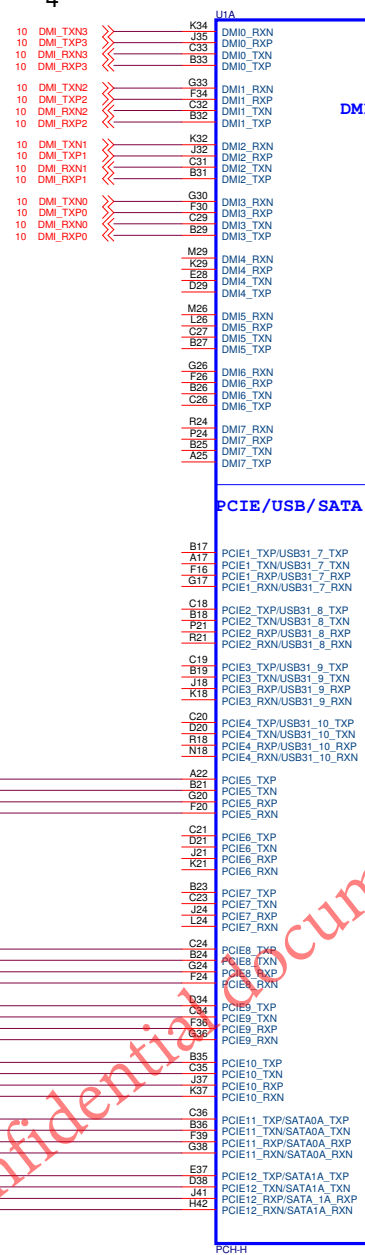 4
U1A
10 DMI_TXN3 K34 DMI0_RXN
10 DMI_TXP3 J35 DMI0_RXP
10 DMI_RXN3 C33 DMI0_TXN
10 DMI_RXP3 B33 DMI0_TXP
10 DMI_TXN2 G33 DMI1_RXN
10 DMI_TXP2 F34 DMI1_RXP
10 DMI_RXN2 C32 DMI1_TXN
10 DMI_RXP2 B32 DMI1_TXP
DMI
10 DMI_TXN1 K32 DMI2_RXN
10 DMI_TXP1 J32 DMI2_RXP
10 DMI_RXN1 C31 DMI2_TXN
10 DMI_RXP1 B31 DMI2_TXP
10 DMI_TXN0 G30 DMI3_RXN
10 DMI_TXP0 F30 DMI3_RXP
10 DMI_RXN0 C29 DMI3_TXN
10 DMI_RXP0 B29 DMI3_TXP
M29 DMI4_RXN
K29 DMI4_RXP
E28 DMI4_TXN
D29 DMI4_TXP
M26 DMI5_RXN
L26 DMI5_RXP
C27 DMI5_TXN
B27 DMI5_TXP
G26 DMI6_RXN
F26 DMI6_RXP
B26 DMI6_TXN
C26 DMI6_TXP
R24 DMI7_RXN
P24 DMI7_RXP
B25 DMI7_TXN
A25 DMI7_TXP
PCIE/USB/SATA
B17 PCIE1_TXP/USB31_7_TXP
A17 PCIE1_TXN/USB31_7_TXN
F16 PCIE1_RXP/USB31_7_RXP
G17 PCIE1_RXN/USB31_7_RXN
C18 PCIE2_TXP/USB31_8_TXP
B18 PCIE2_TXN/USB31_8_TXN
P21 PCIE2_RXP/USB31_8_RXP
R21 PCIE2_RXN/USB31_8_RXN
C19 PCIE3_TXP/USB31_9_TXP
B19 PCIE3_TXN/USB31_9_TXN
J18 PCIE3_RXP/USB31_9_RXP
K18 PCIE3_RXN/USB31_9_RXN
C20 PCIE4_TXP/USB31_10_TXP
D20 PCIE4_TXN/USB31_10_TXN
R18 PCIE4_RXP/USB31_10_RXP
N18 PCIE4_RXN/USB31_10_RXN
A22 PCIE5_TXP
B21 PCIE5_TXN
G20 PCIE5_RXP
F20 PCIE5_RXN
C21 PCIE6_TXP
D21 PCIE6_TXN
J21 PCIE6_RXP
K21 PCIE6_RXN
B23 PCIE7_TXP
C23 PCIE7_TXN
J24 PCIE7_RXP
L24 PCIE7_RXN
C24 PCIE8_TXP
B24 PCIE8_TXN
G24 PCIE8_RXP
F24 PCIE8_RXN
D34 PCIE9_TXP
C34 PCIE9_TXN
F36 PCIE9_RXP
G36 PCIE9_RXN
B35 PCIE10_TXP
C35 PCIE10_TXN
J37 PCIE10_RXP
K37 PCIE10_RXN
C36 PCIE11_TXP/SATA0A_TXP
B36 PCIE11_TXN/SATA0A_TXN
F39 PCIE11_RXP/SATA0A_RXP
G38 PCIE11_RXN/SATA0A_RXN
E37 PCIE12_TXP/SATA1A_TXP
D38 PCIE12_TXN/SATA1A_TXN
J41 PCIE12_RXP/SATA_1A_RXP
H42 PCIE12_RXN/SATA1A_RXN
PCH-H
nfidential docum